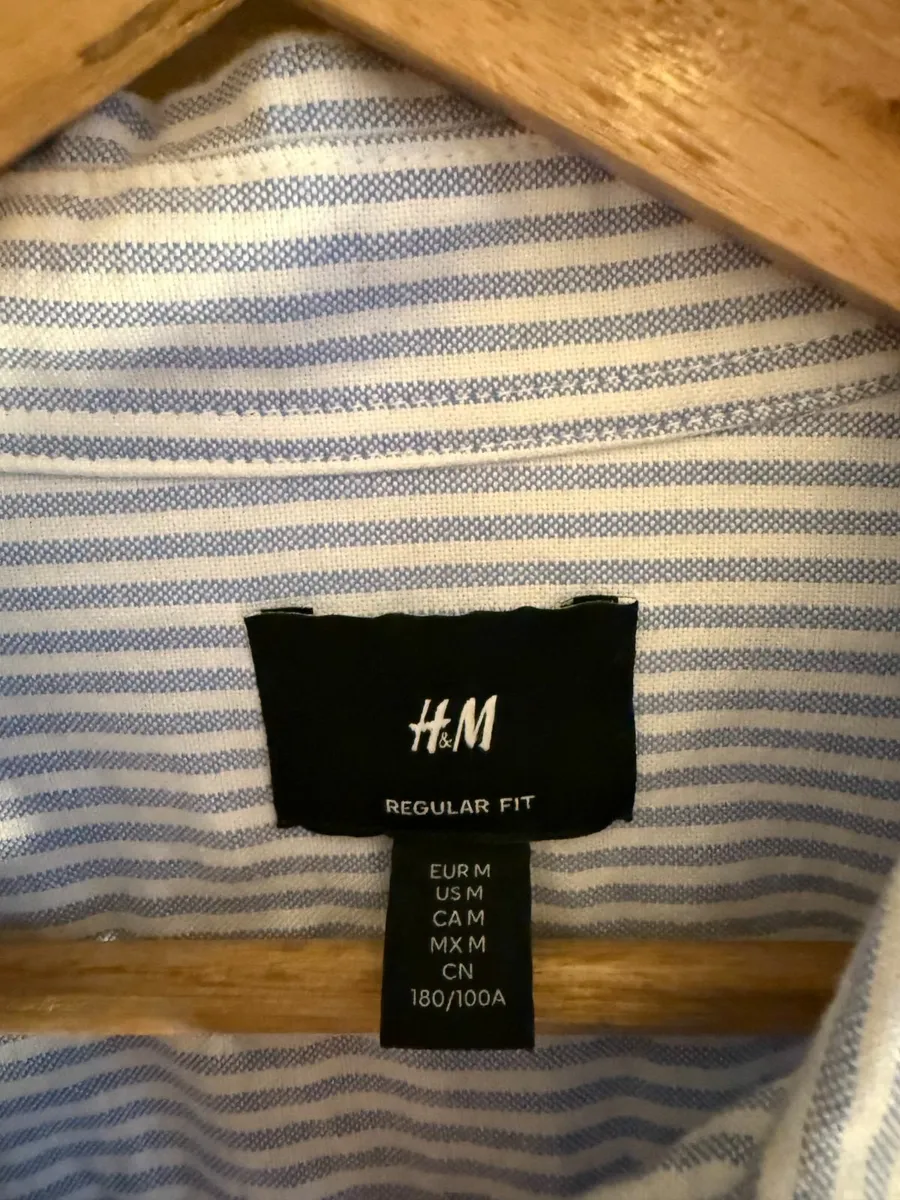 H&M
REGULAR FIT
EUR M
US M
CA M
MX M
CN
180/100A